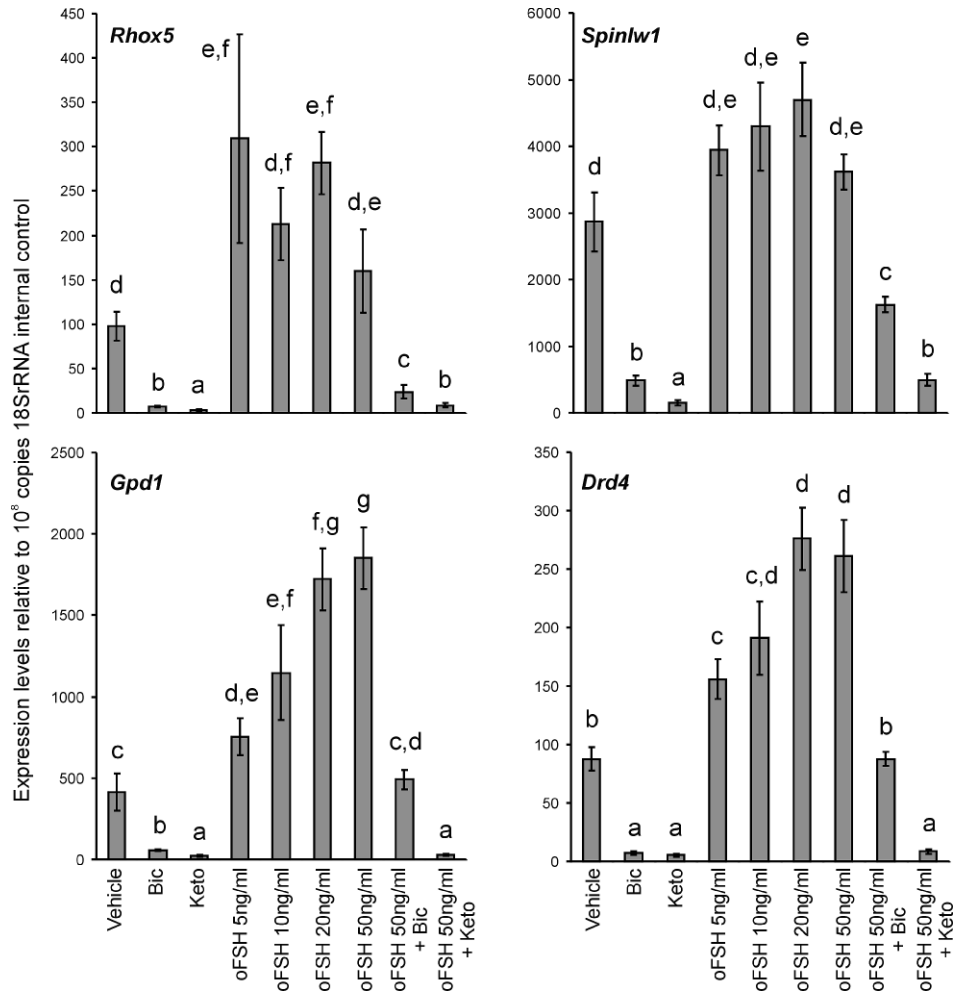 Expression levels relative to 10⁸ copies 18SrRNA internal control
Rhox5
450
400
350
300
250
200
150
100
50
0
d
b
a
e,f
d,f
e,f
d,e
c
b
Spinlw1
6000
5000
4000
3000
2000
1000
0
d
b
a
d,e
d,e
e
d,e
c
b
Gpd1
2500
2000
1500
1000
500
0
c
b
a
d,e
e,f
f,g
g
c,d
a
Vehicle
Bic
Keto
oFSH 5ng/ml
oFSH 10ng/ml
oFSH 20ng/ml
oFSH 50ng/ml
oFSH 50ng/ml
+ Bic
oFSH 50ng/ml
+ Keto
Drd4
350
300
250
200
150
100
50
0
b
a
a
c
c,d
d
d
b
a
Vehicle
Bic
Keto
oFSH 5ng/ml
oFSH 10ng/ml
oFSH 20ng/ml
oFSH 50ng/ml
oFSH 50ng/ml
+ Bic
oFSH 50ng/ml
+ Keto